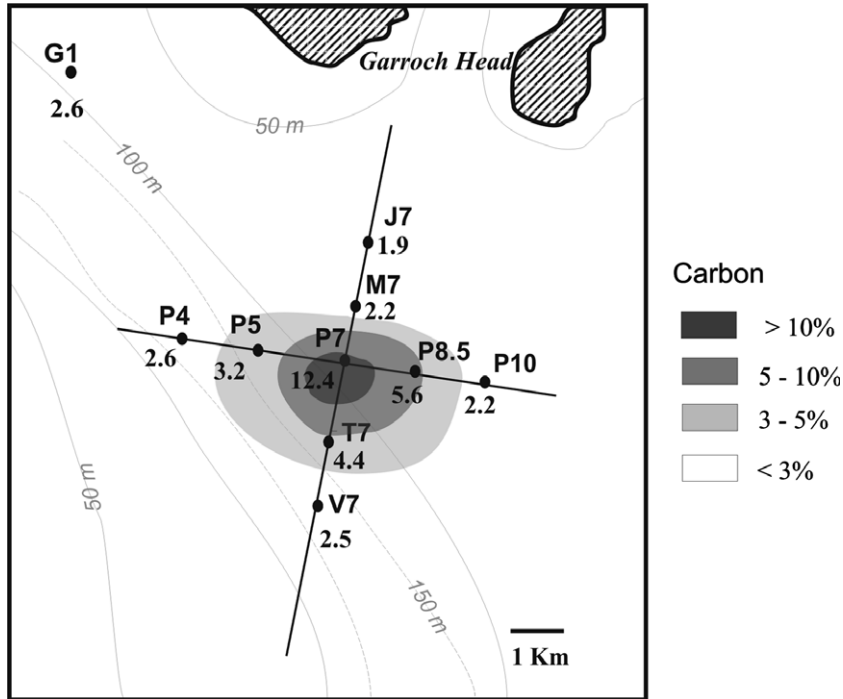 G1
2.6
Garroch Head
50 m
100 m
J7
1.9
M7
2.2
P4
2.6
P5
3.2
P7
12.4
P8.5
5.6
P10
2.2
T7
4.4
V7
2.5
50 m
150 m
1 Km
Carbon
> 10%
5 - 10%
3 - 5%
< 3%